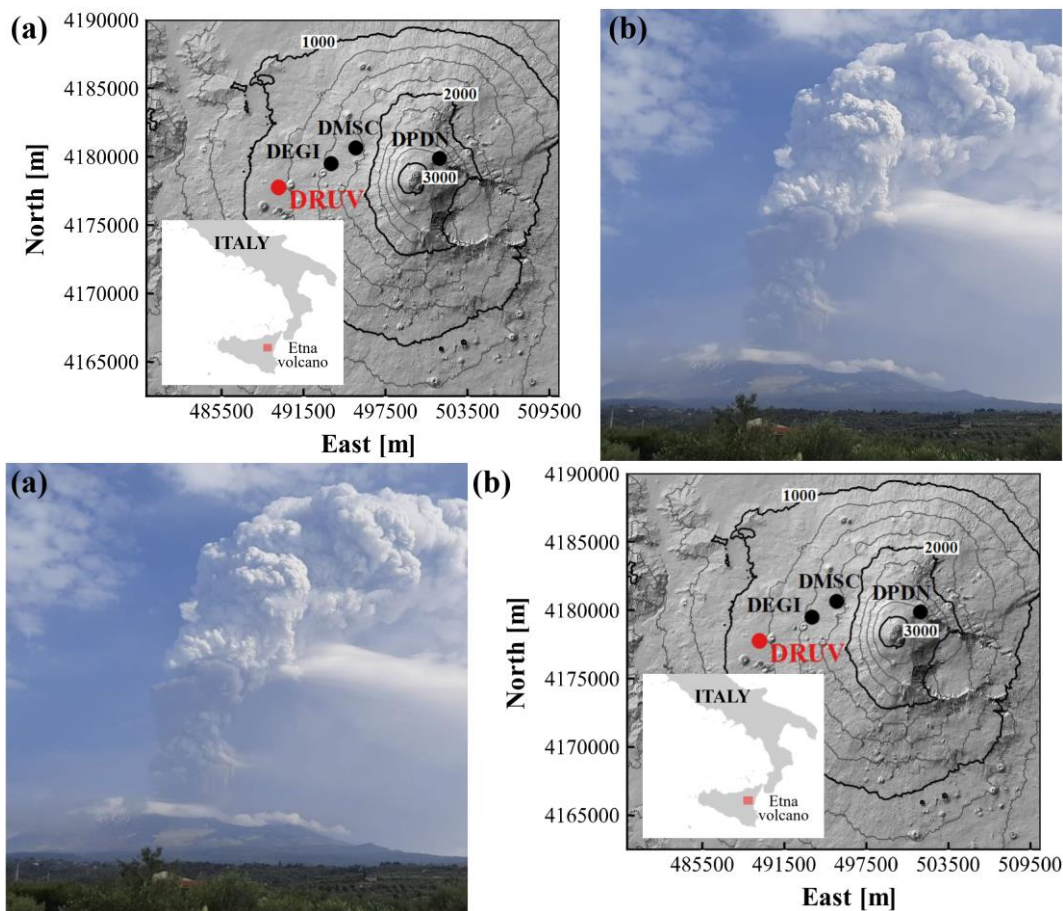 (a)
4190000
1000
4185000
2000
DMSC
DPDN
4180000
DEGI
3000
DRUV
North [m]
4175000
ITALY
4170000
4165000
Etna
volcano
485500 491500 497500 503500 509500
East [m]
(b)
(a)
(b)
4190000
1000
4185000
2000
DMSC
DPDN
4180000
DEGI
3000
DRUV
North [m]
4175000
ITALY
4170000
4165000
Etna
volcano
485500 491500 497500 503500 509500
East [m]